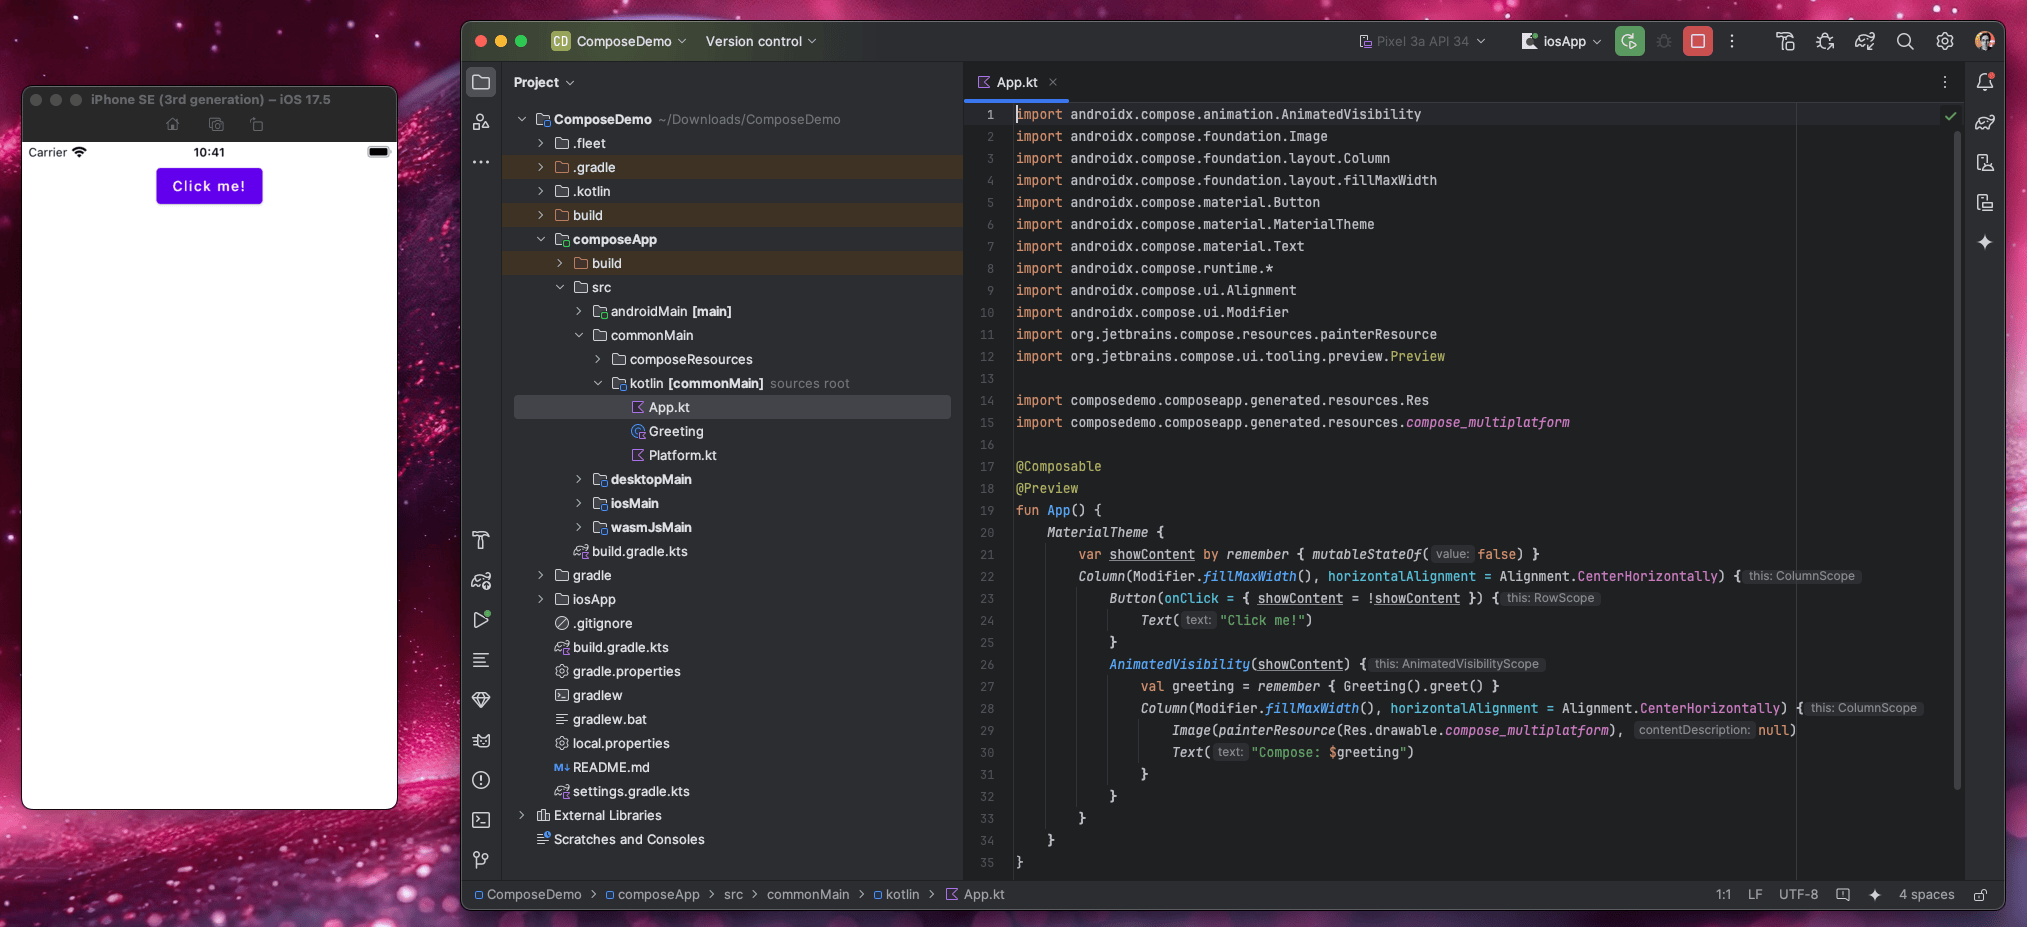 iPhone SE (3rd generation) – iOS 17.5
Carrier
10:41
Click me!
CD ComposeDemo
Version control
Pixel 3a API 34
iosApp
Project
ComposeDemo ~/Downloads/ComposeDemo
.fleet
.gradle
.kotlin
build
composeApp
build
src
androidMain [main]
commonMain
composeResources
kotlin [commonMain] sources root
App.kt
Greeting
Platform.kt
desktopMain
iosMain
wasmJsMain
build.gradle.kts
gradle
iosApp
.gitignore
build.gradle.kts
gradle.properties
gradlew
gradlew.bat
local.properties
M↓ README.md
settings.gradle.kts
External Libraries
Scratches and Consoles
App.kt
1 import androidx.compose.animation.AnimatedVisibility
2 import androidx.compose.foundation.Image
3 import androidx.compose.foundation.layout.Column
4 import androidx.compose.foundation.layout.fillMaxWidth
5 import androidx.compose.material.Button
6 import androidx.compose.material.MaterialTheme
7 import androidx.compose.material.Text
8 import androidx.compose.runtime.*
9 import androidx.compose.ui.Alignment
10 import androidx.compose.ui.Modifier
11 import org.jetbrains.compose.resources.painterResource
12 import org.jetbrains.compose.ui.tooling.preview.Preview
13
14 import composedemo.composeapp.generated.resources.Res
15 import composedemo.composeapp.generated.resources.compose_multiplatform
16
17 @Composable
18 @Preview
19 fun App() {
20 MaterialTheme {
21 var showContent by remember { mutableStateOf( value: false) }
22 Column(Modifier.fillMaxWidth(), horizontalAlignment = Alignment.CenterHorizontally) { this: ColumnScope
23 Button(onClick = { showContent = !showContent }) { this: RowScope
24 Text( text: "Click me!")
25 }
26 AnimatedVisibility(showContent) { this: AnimatedVisibilityScope
27 val greeting = remember { Greeting().greet() }
28 Column(Modifier.fillMaxWidth(), horizontalAlignment = Alignment.CenterHorizontally) { this: ColumnScope
29 Image(painterResource(Res.drawable.compose_multiplatform), contentDescription: null)
30 Text( text: "Compose: $greeting")
31 }
32 }
33 }
34 }
35 }
ComposeDemo > composeApp > src > commonMain > kotlin > App.kt
1:1 LF UTF-8 4 spaces